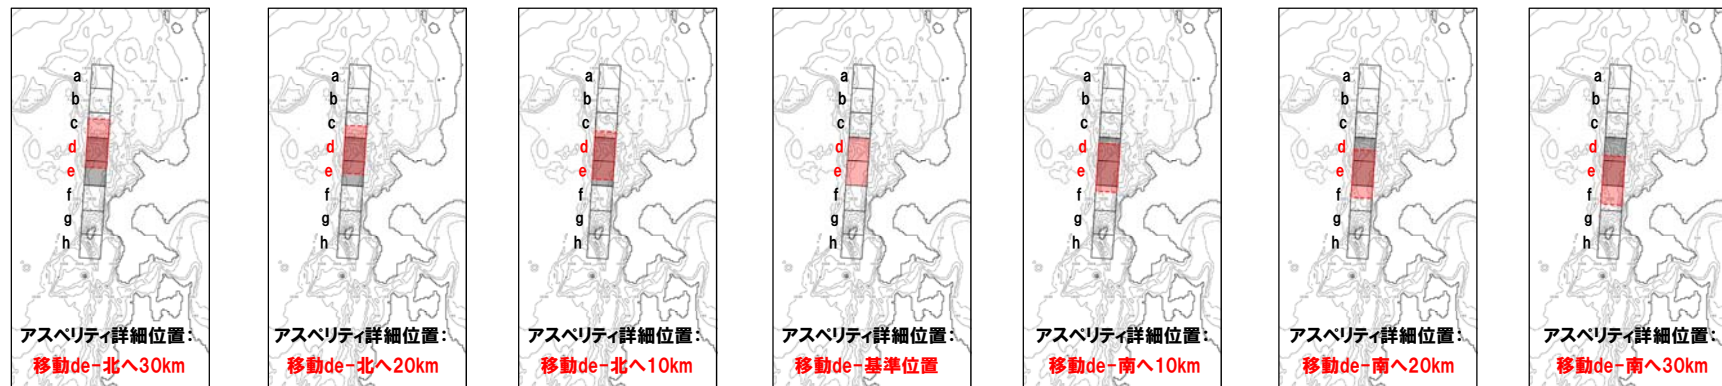 a
b
c
d
e
f
g
h
アスペリティ詳細位置:
移動de-北へ30km
a
b
c
d
e
f
g
h
アスペリティ詳細位置:
移動de-北へ20km
a
b
c
d
e
f
g
h
アスペリティ詳細位置:
移動de-北へ10km
a
b
c
d
e
f
g
h
アスペリティ詳細位置:
移動de-基準位置
a
b
c
d
e
f
g
h
アスペリティ詳細位置:
移動de-南へ10km
a
b
c
d
e
f
g
h
アスペリティ詳細位置:
移動de-南へ20km
a
b
c
d
e
f
g
h
アスペリティ詳細位置:
移動de-南へ30km